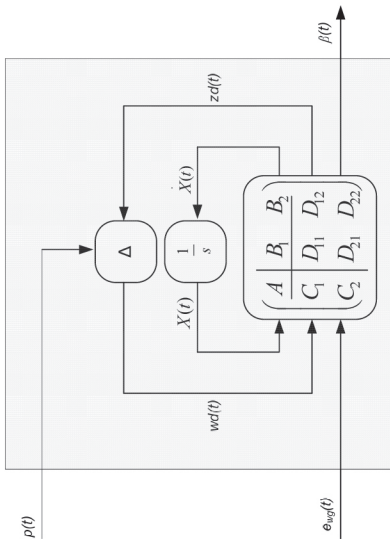 p(t)
Δ
zd(t)
Ẋ(t)
1
s
X(t)
wd(t)
A B₁ B₂
C₁ D₁₁ D₁₂
C₂ D₂₁ D₂₂
e_wg(t)
β(t)